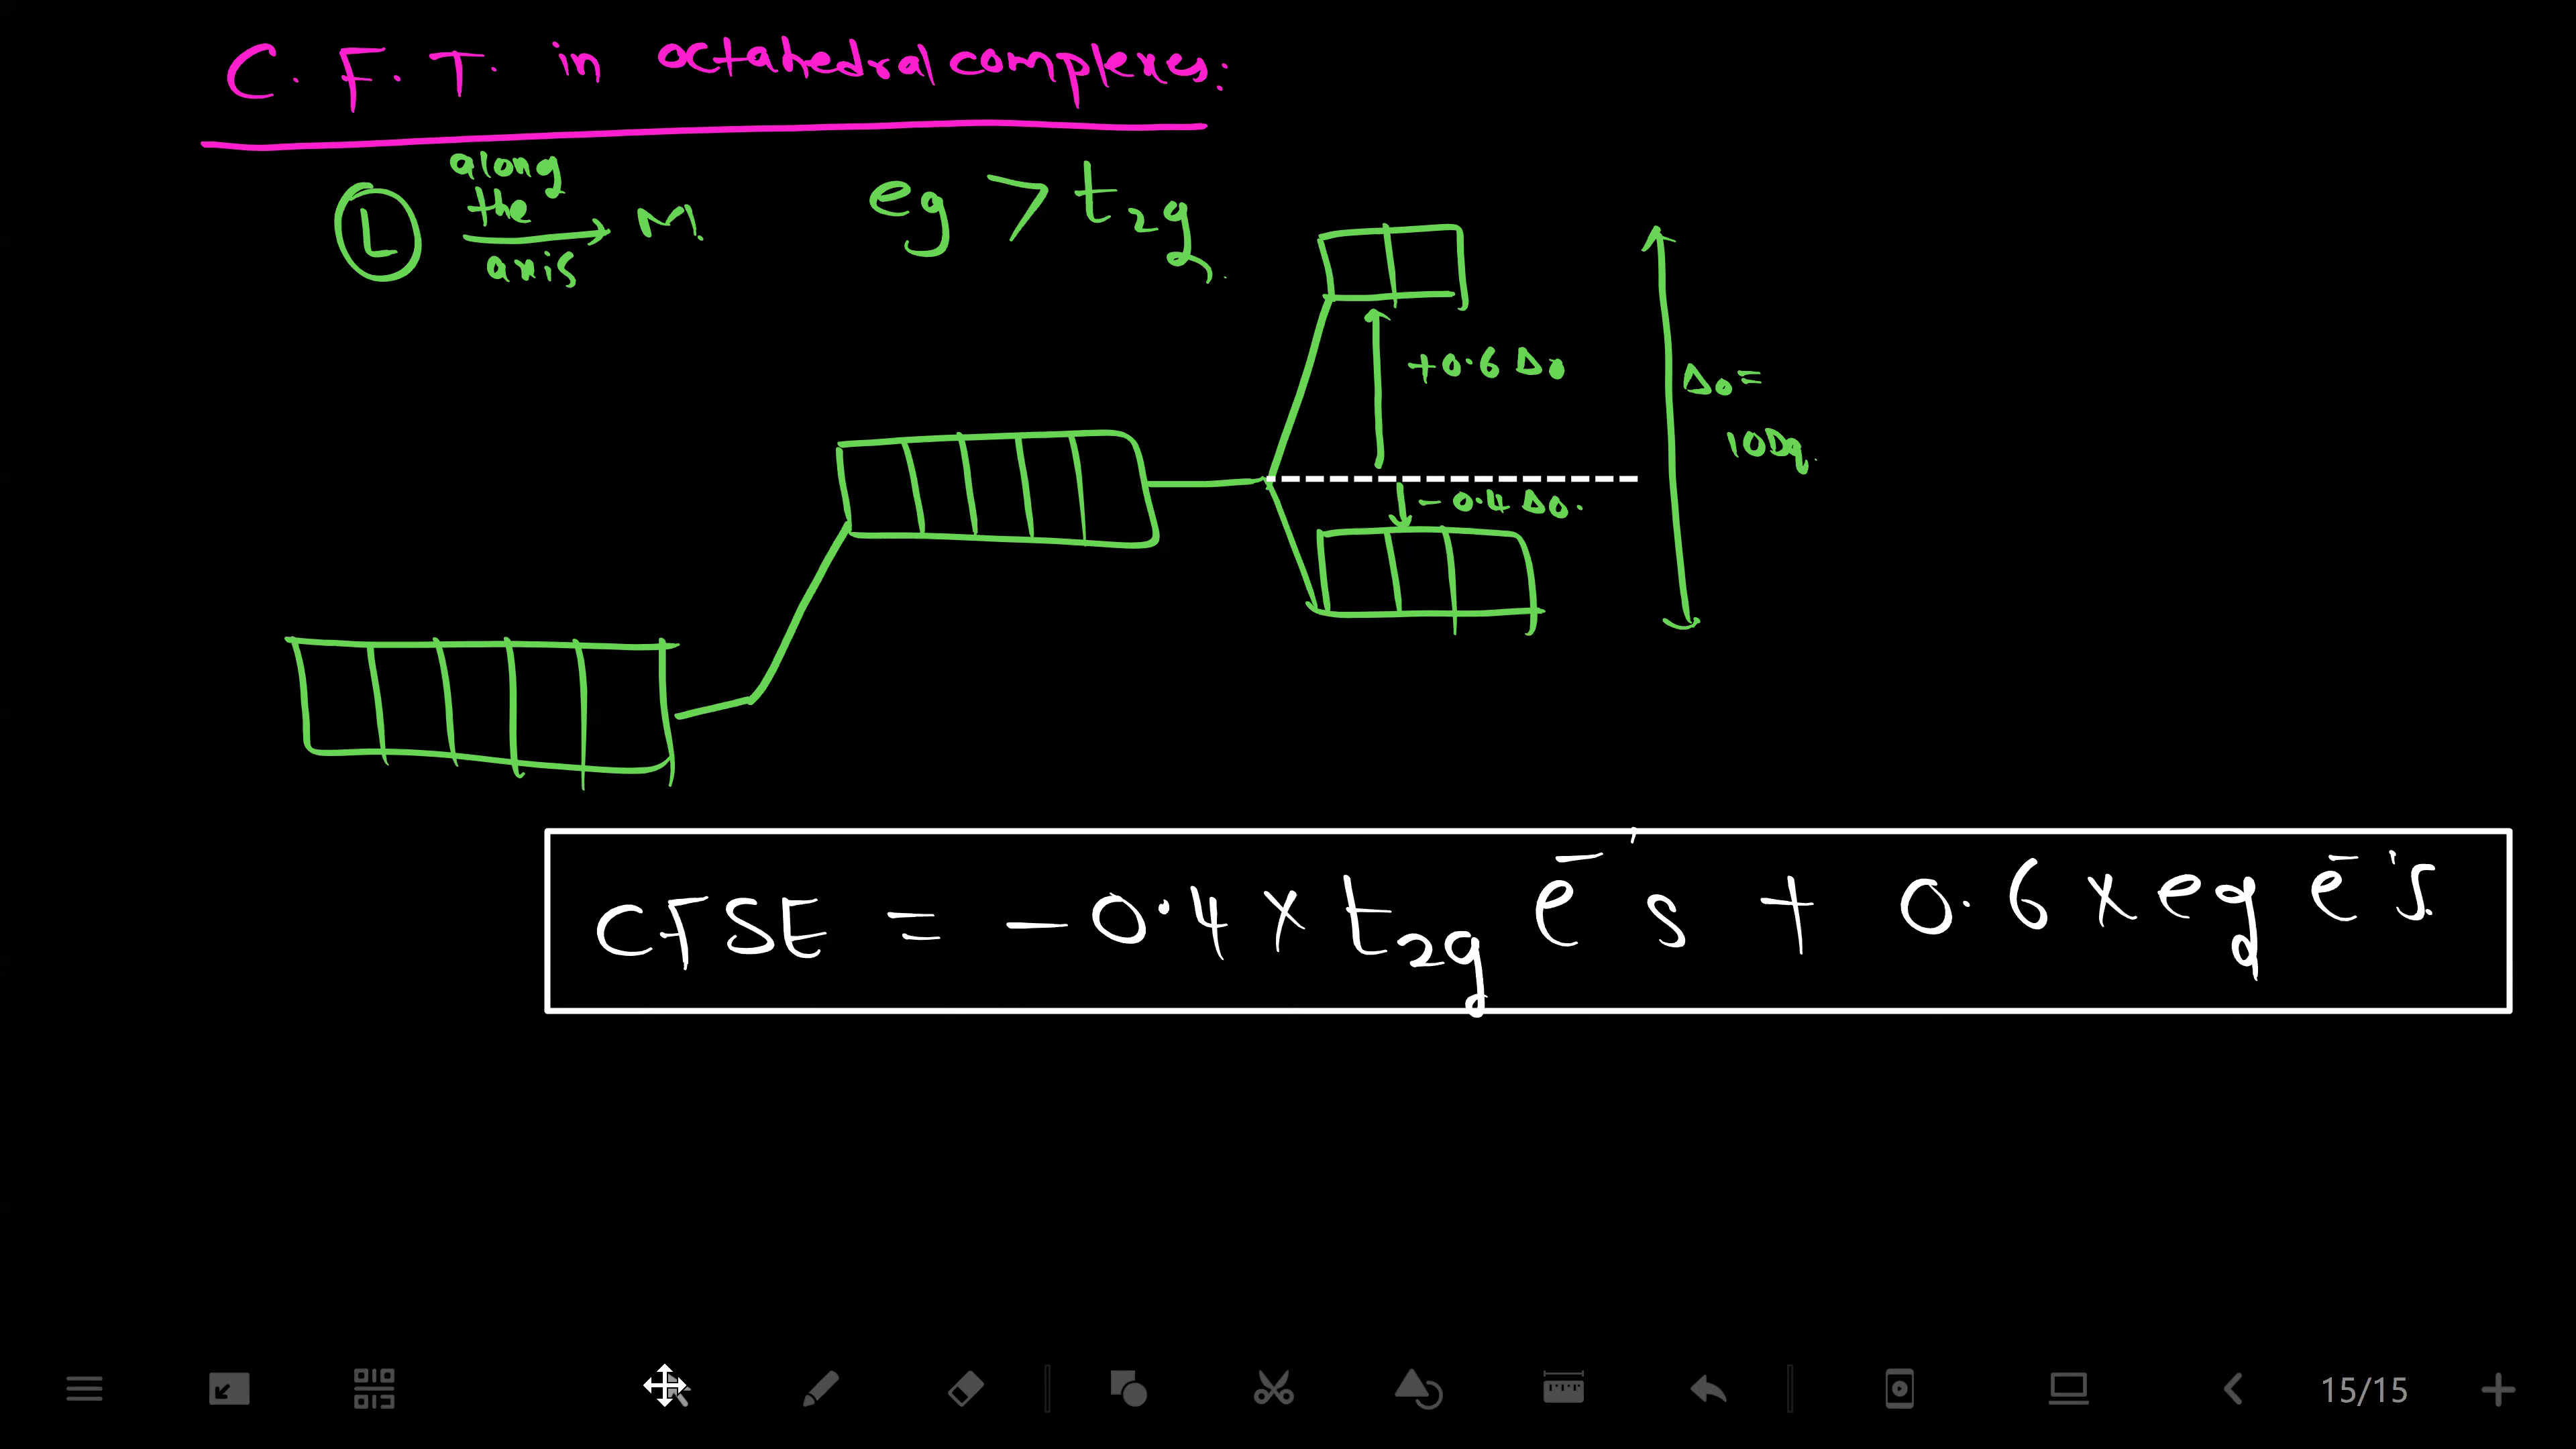 C. F. T. in octahedral complexes:
along
the
axis
L → M.
eg > t₂g.
+0.6 Δo
Δo =
10Dq.
-0.4 Δo.
CFSE = -0.4 × t₂g e⁻'s + 0.6 × eg e⁻'s.
15/15